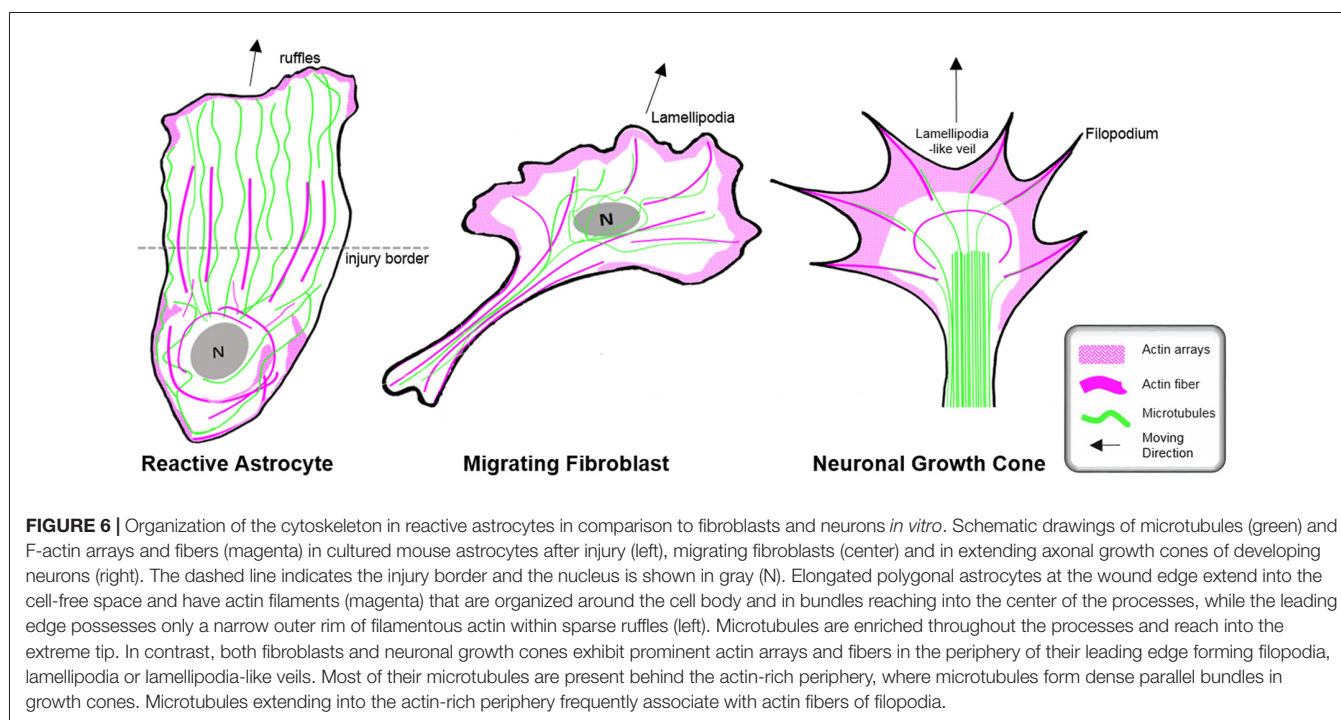 ruffles
injury border
N
Reactive Astrocyte
Lamellipodia
N
Migrating Fibroblast
Lamellipodia
-like veil
Filopodium
Neuronal Growth Cone
Actin arrays
Actin fiber
Microtubules
Moving
Direction
FIGURE 6 | Organization of the cytoskeleton in reactive astrocytes in comparison to fibroblasts and neurons in vitro. Schematic drawings of microtubules (green) and
F-actin arrays and fibers (magenta) in cultured mouse astrocytes after injury (left), migrating fibroblasts (center) and in extending axonal growth cones of developing
neurons (right). The dashed line indicates the injury border and the nucleus is shown in gray (N). Elongated polygonal astrocytes at the wound edge extend into the
cell-free space and have actin filaments (magenta) that are organized around the cell body and in bundles reaching into the center of the processes, while the leading
edge possesses only a narrow outer rim of filamentous actin within sparse ruffles (left). Microtubules are enriched throughout the processes and reach into the
extreme tip. In contrast, both fibroblasts and neuronal growth cones exhibit prominent actin arrays and fibers in the periphery of their leading edge forming filopodia,
lamellipodia or lamellipodia-like veils. Most of their microtubules are present behind the actin-rich periphery, where microtubules form dense parallel bundles in
growth cones. Microtubules extending into the actin-rich periphery frequently associate with actin fibers of filopodia.